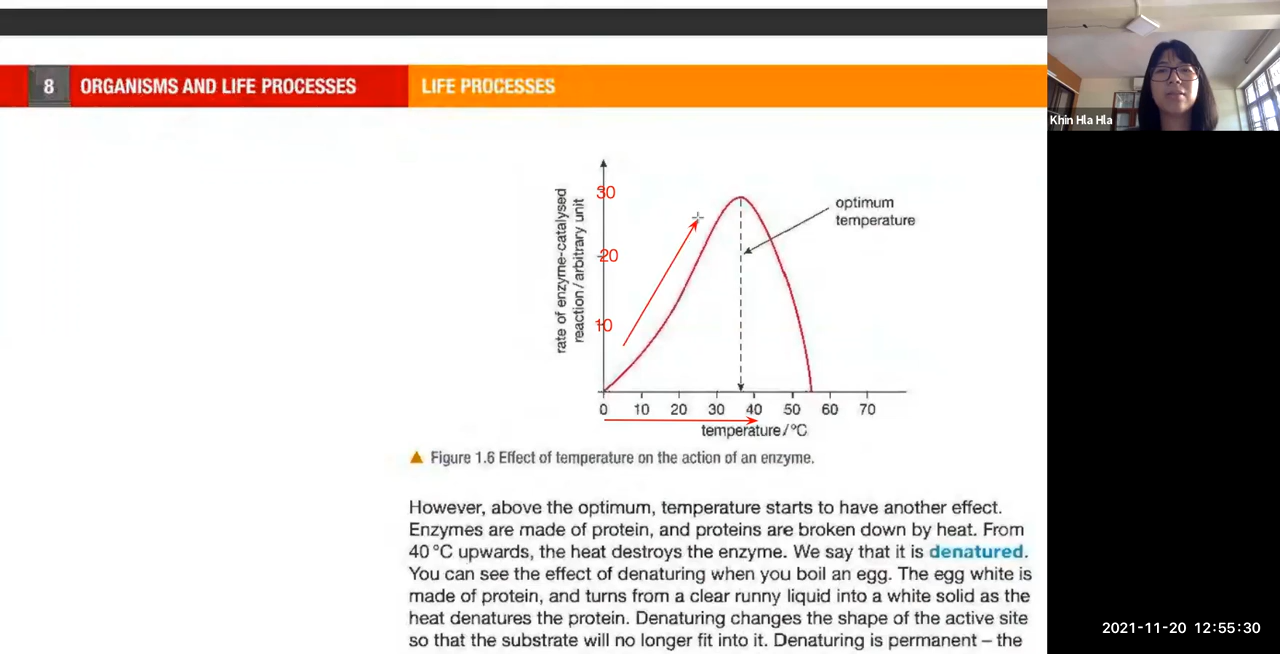 8 ORGANISMS AND LIFE PROCESSES LIFE PROCESSES
Khin Hla Hla
rate of enzyme-catalysed
reaction/arbitrary unit
30
20
10
optimum
temperature
0 10 20 30 40 50 60 70
temperature/°C
▲ Figure 1.6 Effect of temperature on the action of an enzyme.
However, above the optimum, temperature starts to have another effect.
Enzymes are made of protein, and proteins are broken down by heat. From
40 °C upwards, the heat destroys the enzyme. We say that it is denatured.
You can see the effect of denaturing when you boil an egg. The egg white is
made of protein, and turns from a clear runny liquid into a white solid as the
heat denatures the protein. Denaturing changes the shape of the active site
so that the substrate will no longer fit into it. Denaturing is permanent – the
2021-11-20 12:55:30